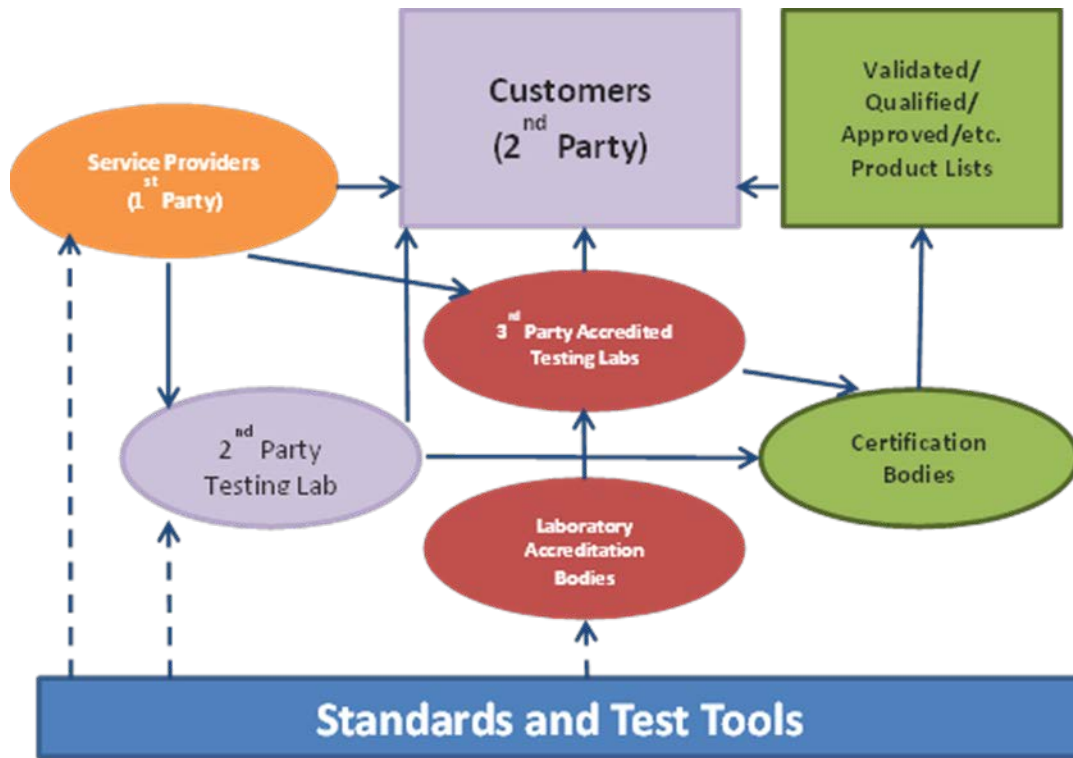 Customers
(2nd Party)
Validated/
Qualified/
Approved/etc.
Product Lists
Service Providers
(1st Party)
3rd Party Accredited
Testing Labs
2nd Party
Testing Lab
Certification
Bodies
Laboratory
Accreditation
Bodies
Standards and Test Tools